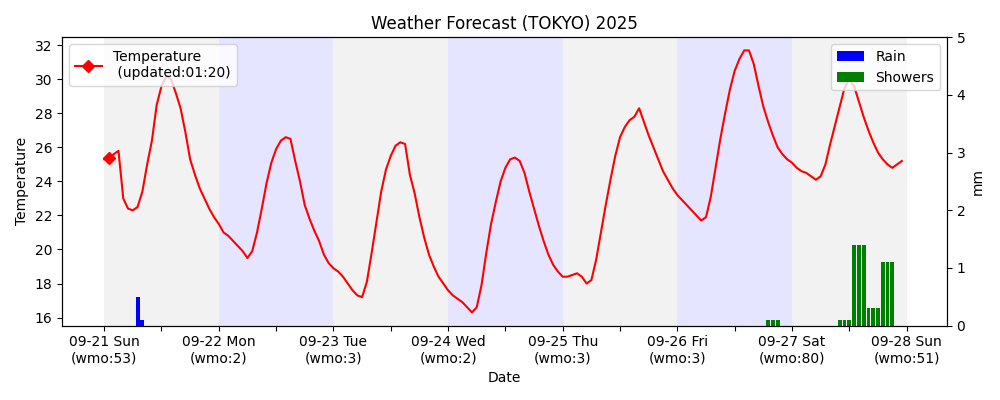 Weather Forecast (TOKYO) 2025
Temperature
(updated:01:20)
Rain
Showers
32
30
28
26
24
22
20
18
16
Temperature
5
4
3
2
1
0
mm
09-21 Sun
(wmo:53)
09-22 Mon
(wmo:2)
09-23 Tue
(wmo:3)
09-24 Wed
(wmo:2)
09-25 Thu
(wmo:3)
09-26 Fri
(wmo:3)
09-27 Sat
(wmo:80)
09-28 Sun
(wmo:51)
Date